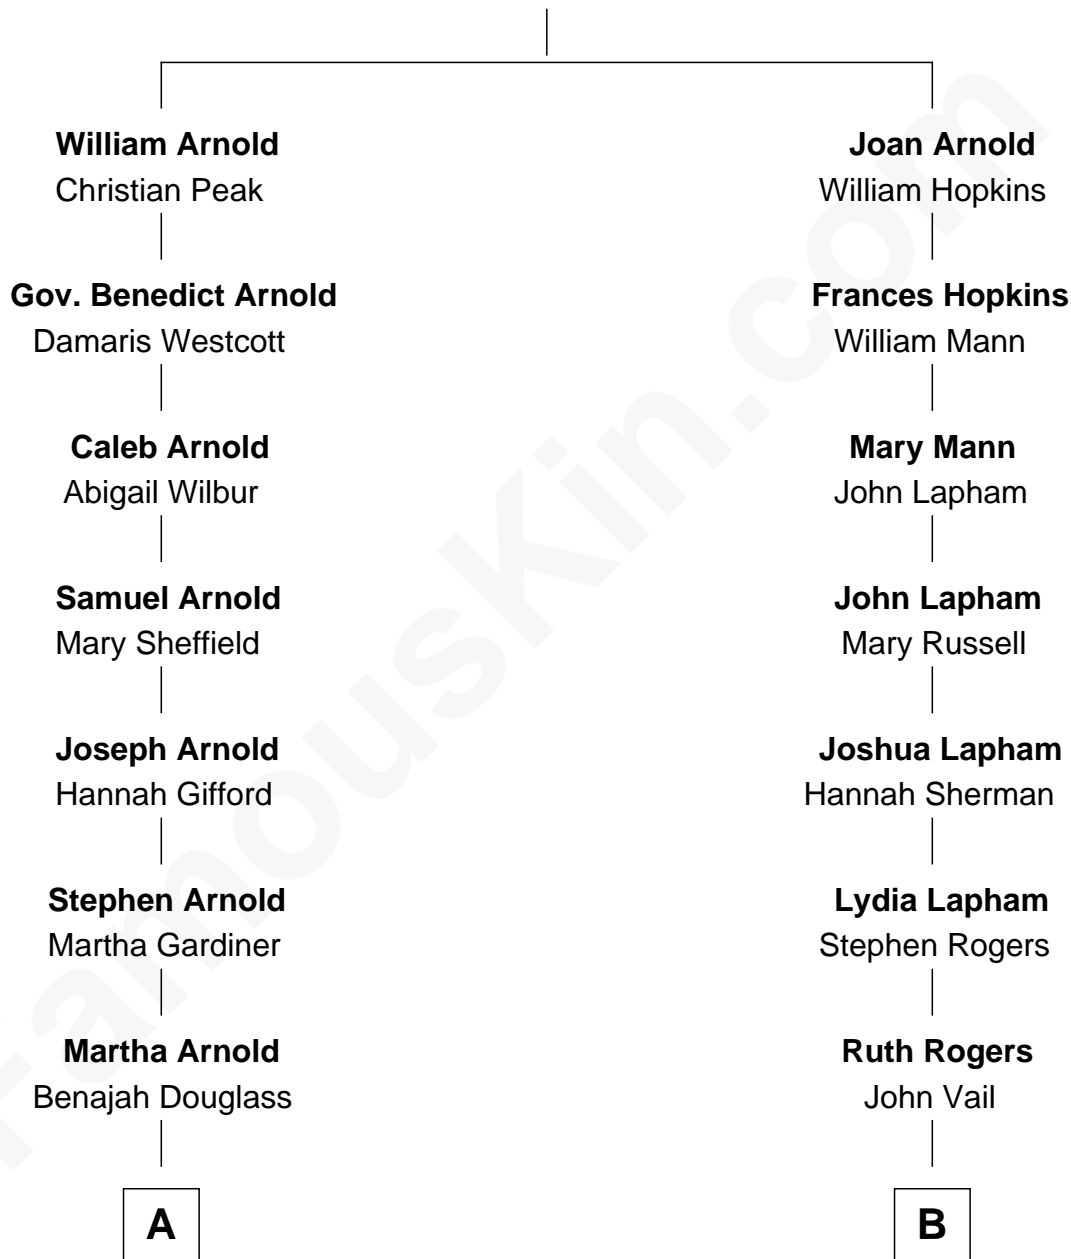 William Arnold
Christian Peak
Gov. Benedict Arnold
Damaris Westcott
Caleb Arnold
Abigail Wilbur
Samuel Arnold
Mary Sheffield
Joseph Arnold
Hannah Gifford
Stephen Arnold
Martha Gardiner
Martha Arnold
Benajah Douglass
A
Joan Arnold
William Hopkins
Frances Hopkins
William Mann
Mary Mann
John Lapham
John Lapham
Mary Russell
Joshua Lapham
Hannah Sherman
Lydia Lapham
Stephen Rogers
Ruth Rogers
John Vail
B
FamousKin.com